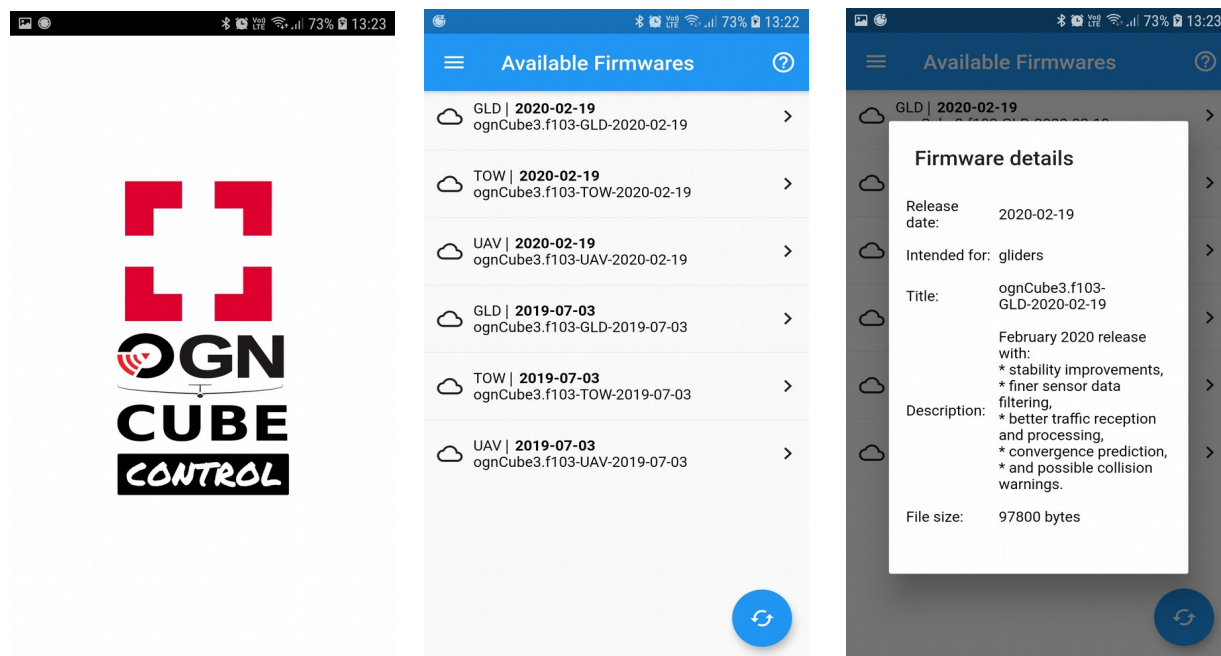 Vo)) LTE 73% 13:23
OGN
CUBE
CONTROL
Vo)) LTE 73% 13:22
Available Firmwares
GLD | 2020-02-19
ognCube3.f103-GLD-2020-02-19
TOW | 2020-02-19
ognCube3.f103-TOW-2020-02-19
UAV | 2020-02-19
ognCube3.f103-UAV-2020-02-19
GLD | 2019-07-03
ognCube3.f103-GLD-2019-07-03
TOW | 2019-07-03
ognCube3.f103-TOW-2019-07-03
UAV | 2019-07-03
ognCube3.f103-UAV-2019-07-03
Vo)) LTE 73% 13:23
Available Firmwares
GLD | 2020-02-19
Firmware details
Release
date:
2020-02-19
Intended for: gliders
Title:
ognCube3.f103-
GLD-2020-02-19
Description:
February 2020 release
with:
* stability improvements,
* finer sensor data
filtering,
* better traffic reception
and processing,
* convergence prediction,
* and possible collision
warnings.
File size: 97800 bytes